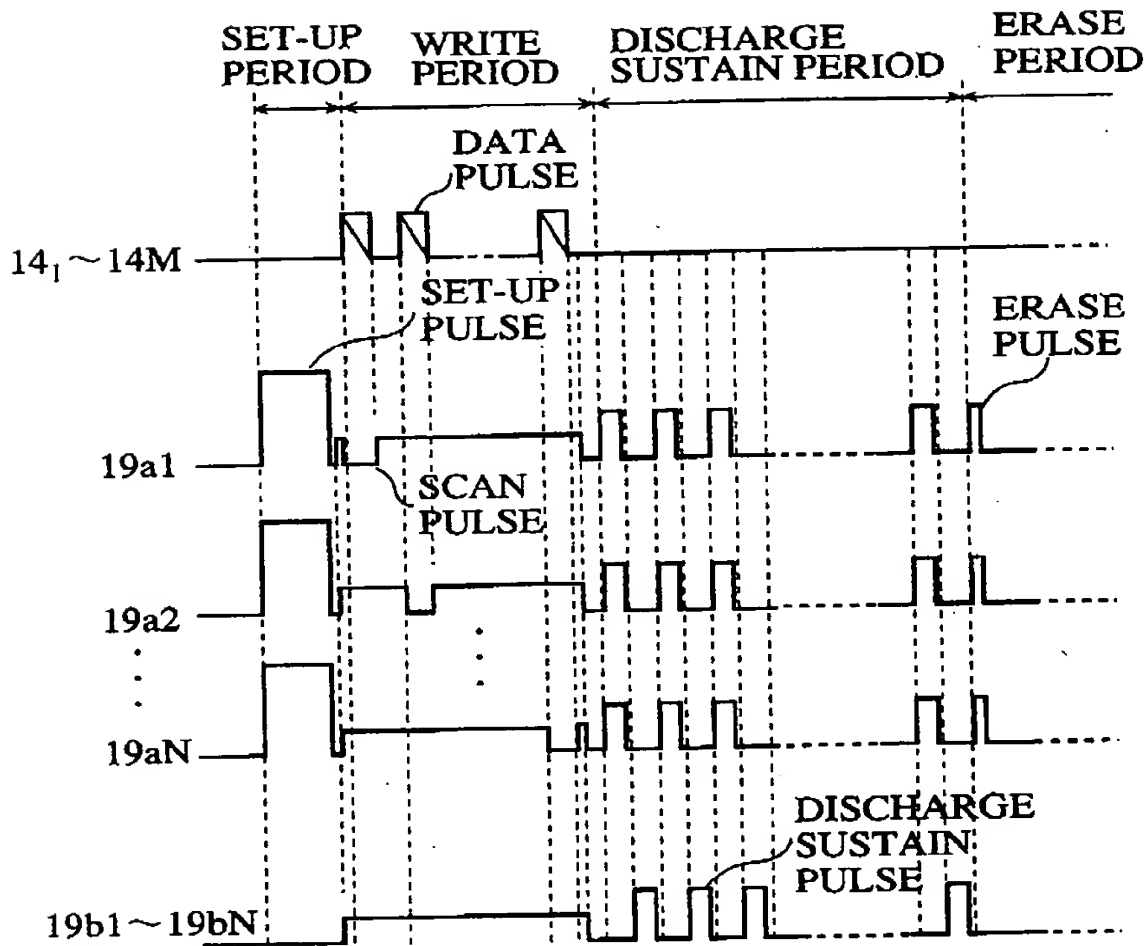 SET-UP
PERIOD
WRITE
PERIOD
DISCHARGE
SUSTAIN PERIOD
ERASE
PERIOD
DATA
PULSE
14₁~14M
SET-UP
PULSE
ERASE
PULSE
19a1
SCAN
PULSE
19a2
19aN
DISCHARGE
SUSTAIN
PULSE
19b1~19bN